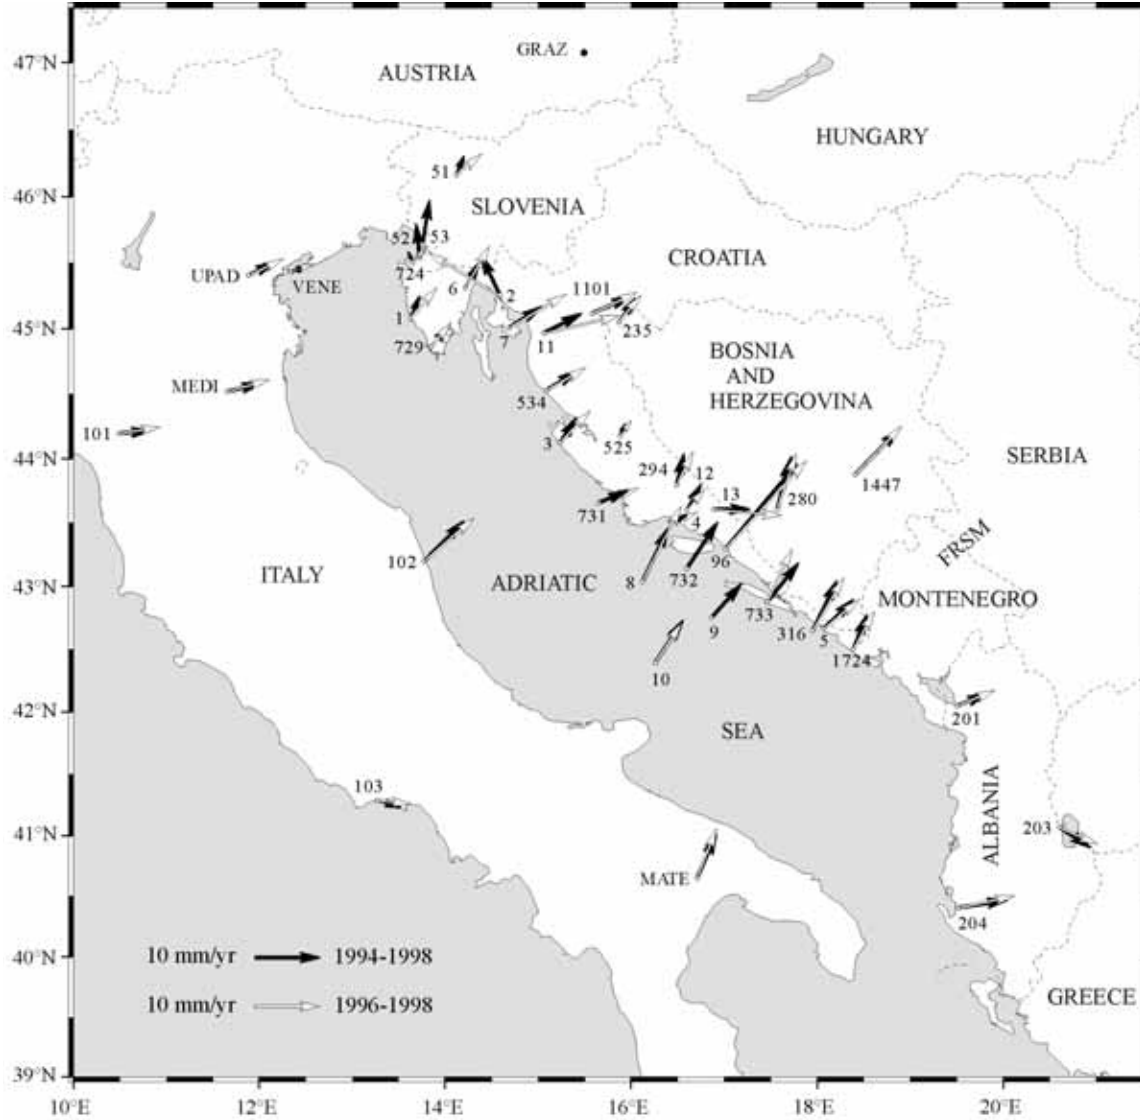 47°N
GRAZ
AUSTRIA
HUNGARY
51
46°N
SLOVENIA
52
53
CROATIA
724
UPAD
VENE
6
2
1101
1
45°N
235
729
7
11
BOSNIA
AND
HERZEGOVINA
MEDI
534
101
3
525
44°N
294
12
SERBIA
1447
13
280
731
4
FRSM
102
96
ITALY
8
732
ADRIATIC
43°N
MONTENEGRO
733
9
316
5
1724
10
42°N
201
SEA
103
ALBANIA
203
41°N
MATE
204
10 mm/yr 1994-1998
40°N
10 mm/yr 1996-1998
GREECE
39°N
10°E 12°E 14°E 16°E 18°E 20°E